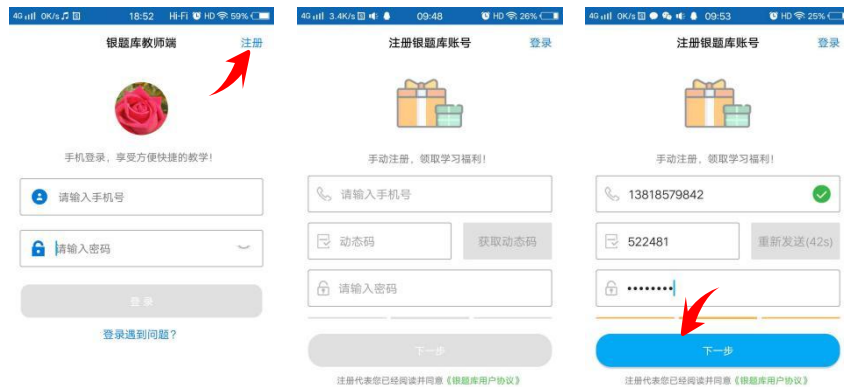 4G 0K/s 18:52 Hi-Fi HD 59%
银题库教师端 注册
手机登录，享受方便快捷的教学！
请输入手机号
请输入密码
登录
登录遇到问题？
4G 3.4K/s 09:48 HD 26%
注册银题库账号 登录
手动注册，领取学习福利！
请输入手机号
动态码 获取动态码
请输入密码
下一步
注册代表您已经阅读并同意《银题库用户协议》
4G 0K/s 09:53 HD 25%
注册银题库账号 登录
手动注册，领取学习福利！
13818579842
522481 重新发送(42s)
••••••••
下一步
注册代表您已经阅读并同意《银题库用户协议》